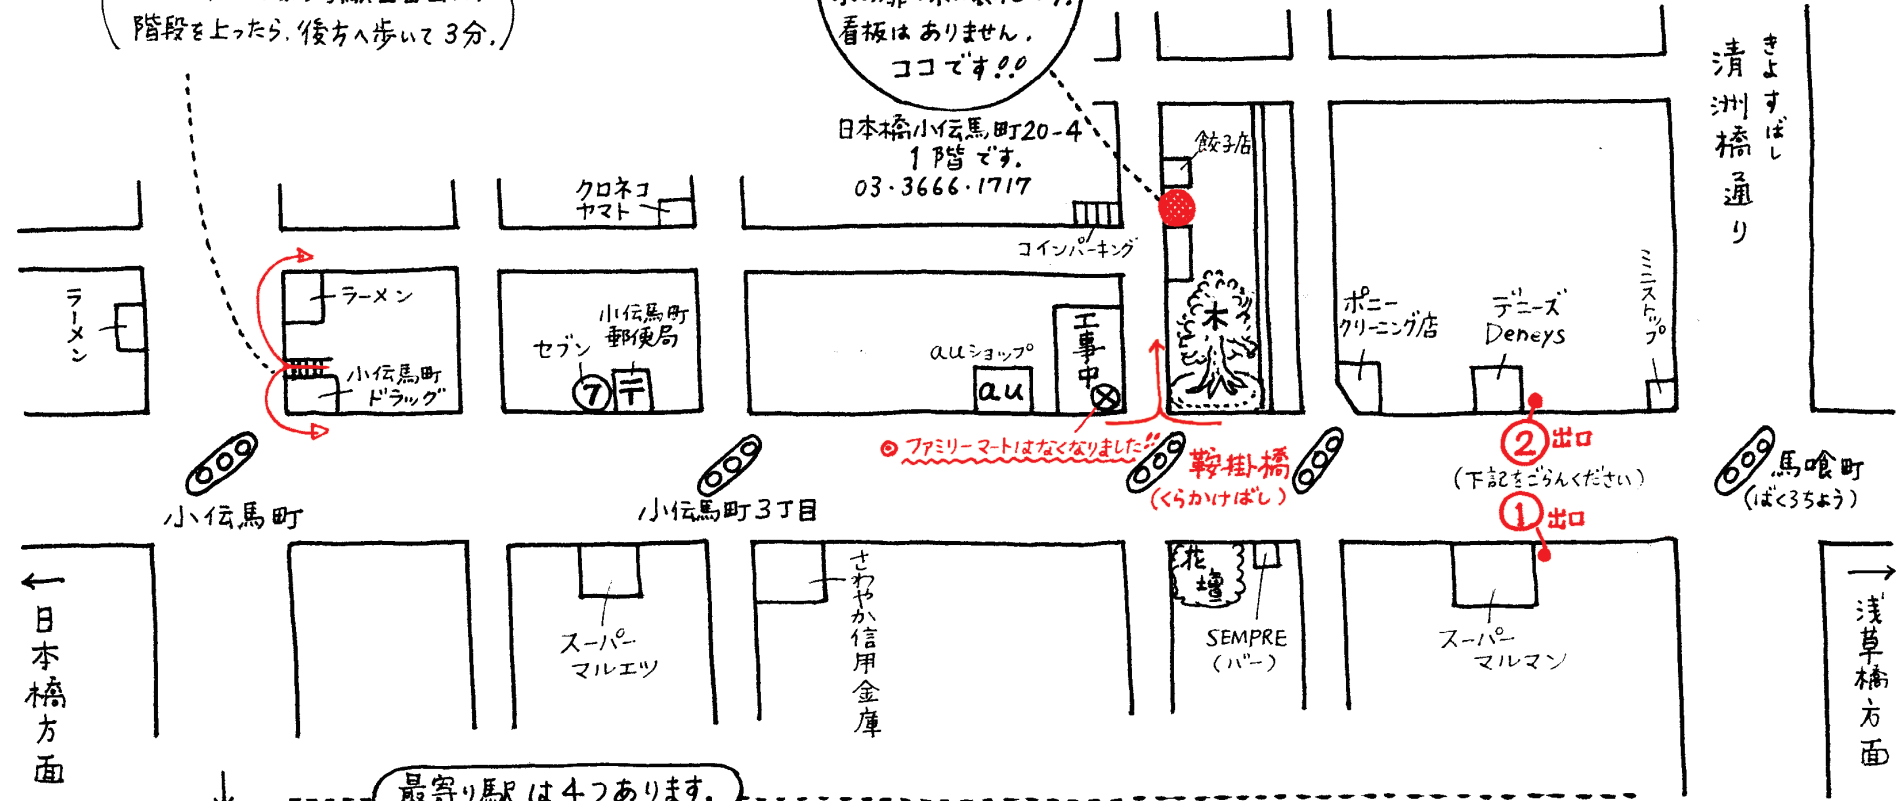 階段を上ったら、後方へ歩いて3分。
看板はありません。
ココです!!
日本橋小伝馬町20-4
1階です。
03・3666・1717
餃子店
きよすばし
清洲橋通り
クロネコ
ヤマト
コインパーキング
ラーメン
ラーメン
小伝馬町
ドラッグ
セブン
7
小伝馬町
郵便局
〒
auショップ
au
工事中
木
ポニー
クリーニング店
デニーズ
Deneys
ミニストップ
ファミリーマートはなくなりました!!
鞍掛橋
(くらかけばし)
②出口
(下記をごらんください)
①出口
馬喰町
(ばくろちょう)
小伝馬町
小伝馬町3丁目
←
日本橋方面
スーパー
マルエツ
さわやか信用金庫
花壇
SEMPRE
(バー)
スーパー
マルマン
→
浅草橋方面
最寄り駅は4つあります。